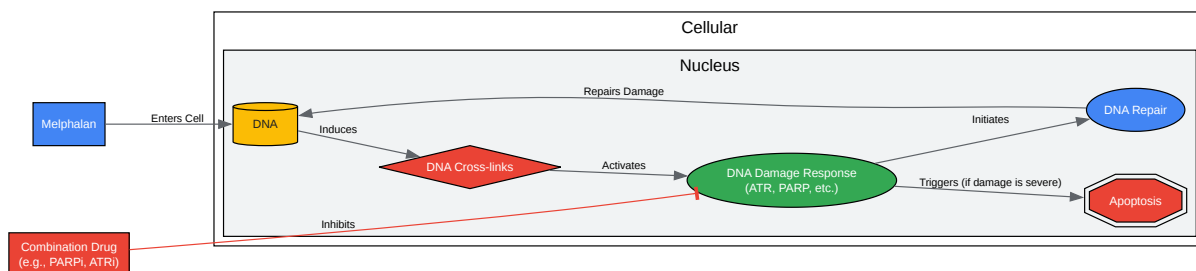 Cellular
Nucleus
Repairs Damage
Melphalan
Enters Cell
DNA
DNA Repair
Induces
Initiates
DNA Cross-links
Activates
DNA Damage Response
(ATR, PARP, etc.)
Triggers (if damage is severe)
Apoptosis
Inhibits
Combination Drug
(e.g., PARPi, ATRi)